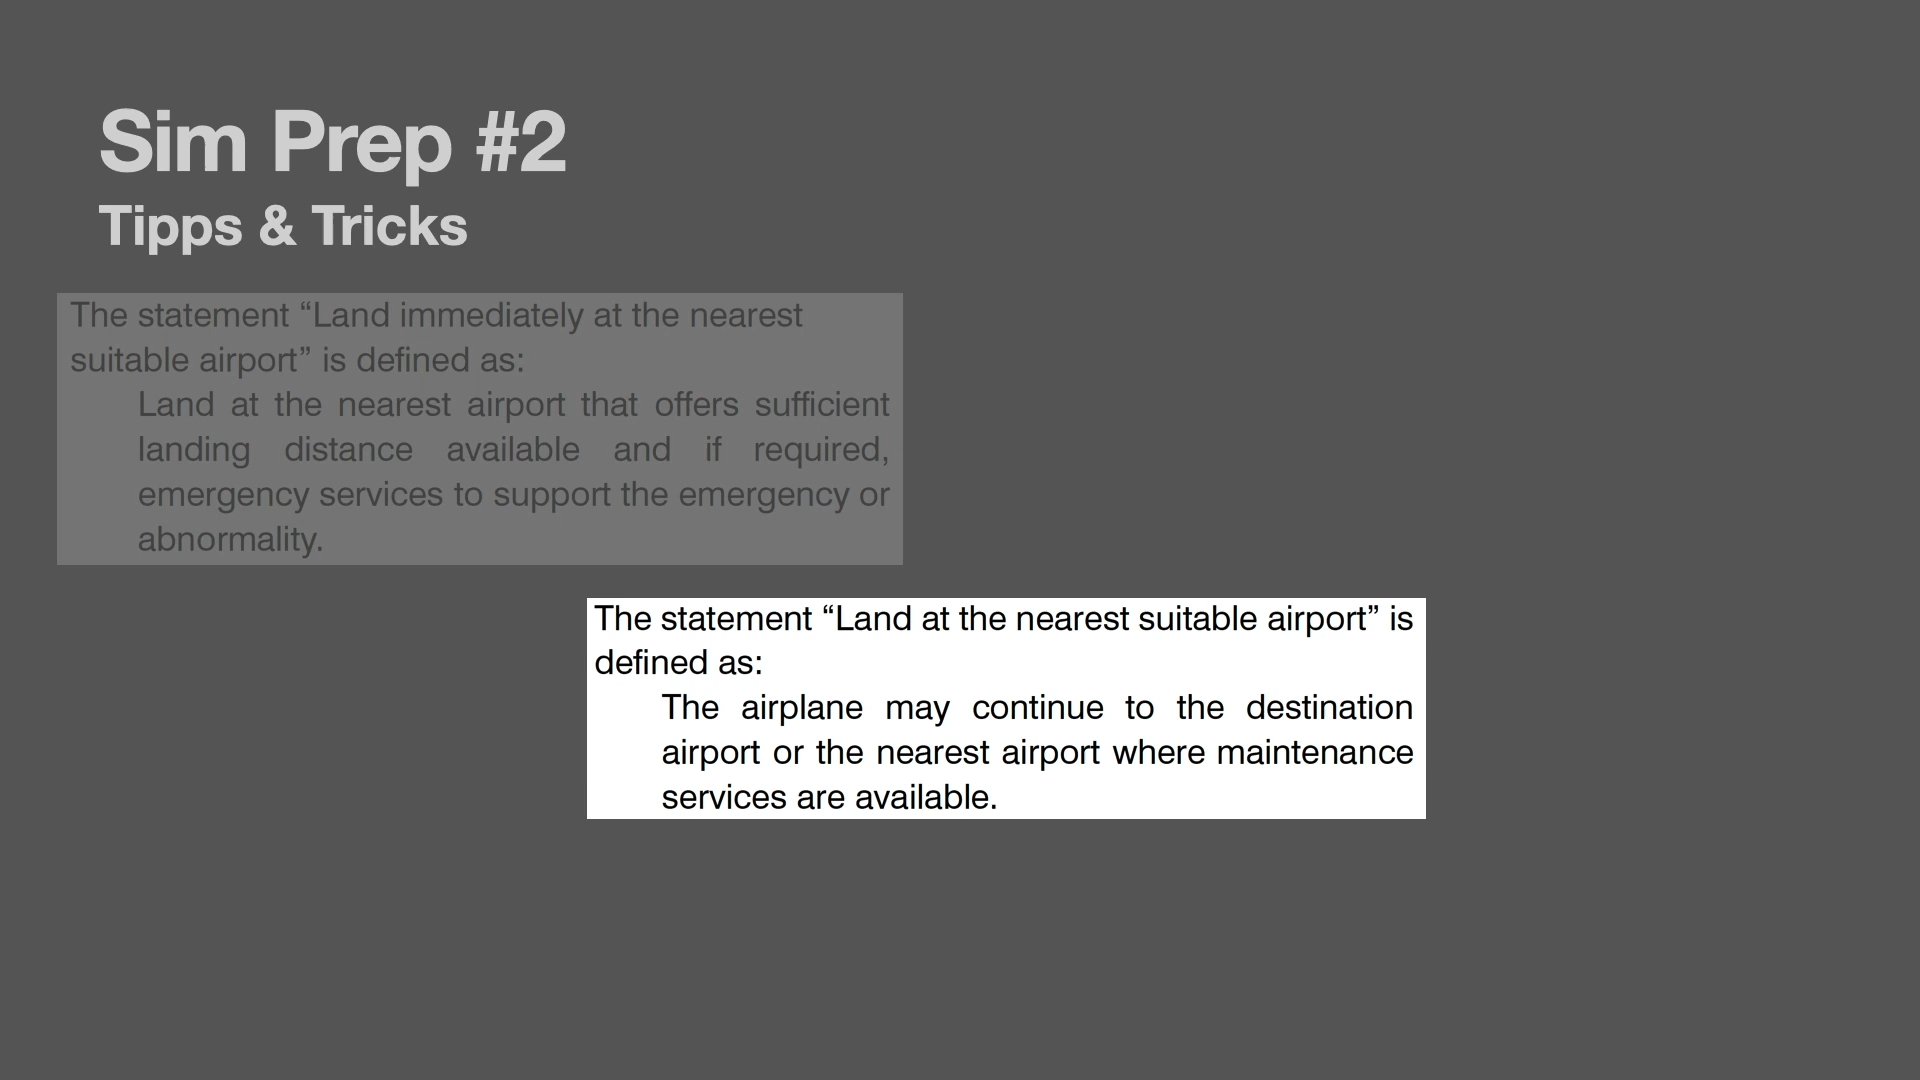 Sim Prep #2
Tipps & Tricks
The statement “Land immediately at the nearest
suitable airport” is defined as:
Land at the nearest airport that offers sufficient
landing distance available and if required,
emergency services to support the emergency or
abnormality.
The statement “Land at the nearest suitable airport” is
defined as:
The airplane may continue to the destination
airport or the nearest airport where maintenance
services are available.